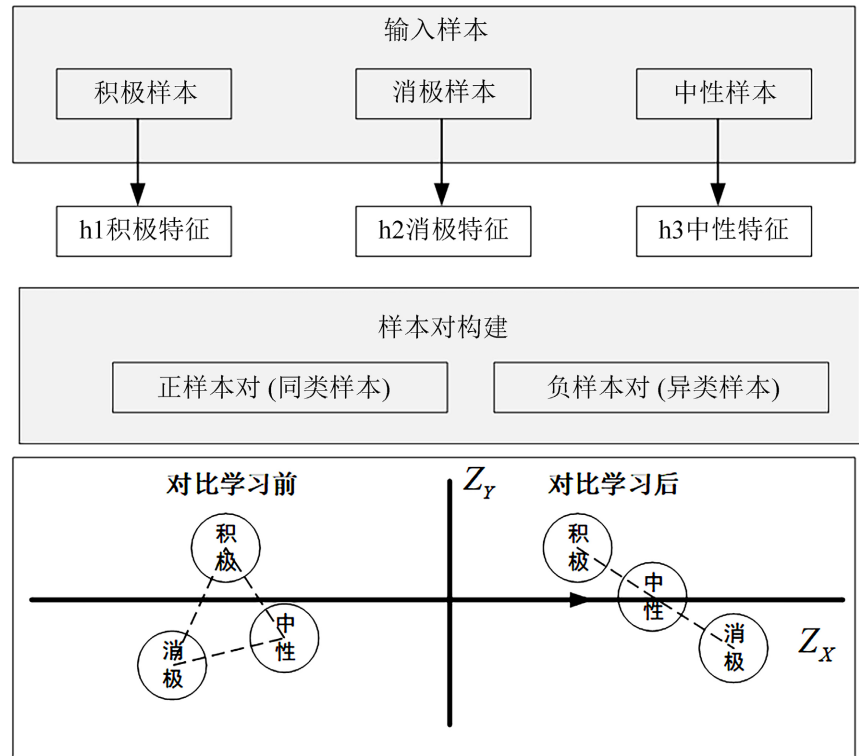 输入样本
积极样本
消极样本
中性样本
h1积极特征
h2消极特征
h3中性特征
样本对构建
正样本对 (同类样本)
负样本对 (异类样本)
对比学习前
Z_Y
对比学习后
积
极
中
性
消
极
积
极
中
性
消
极
Z_X